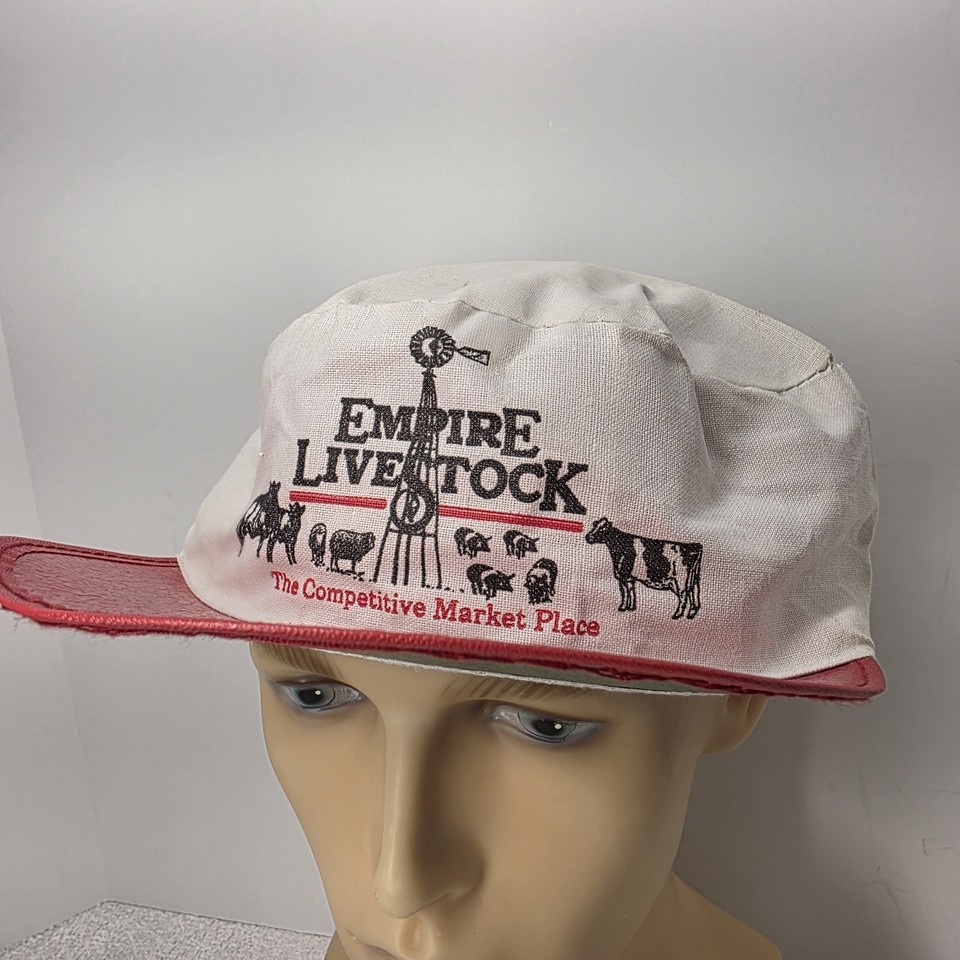 EMPIRE
LIVESTOCK
The Competitive Market Place